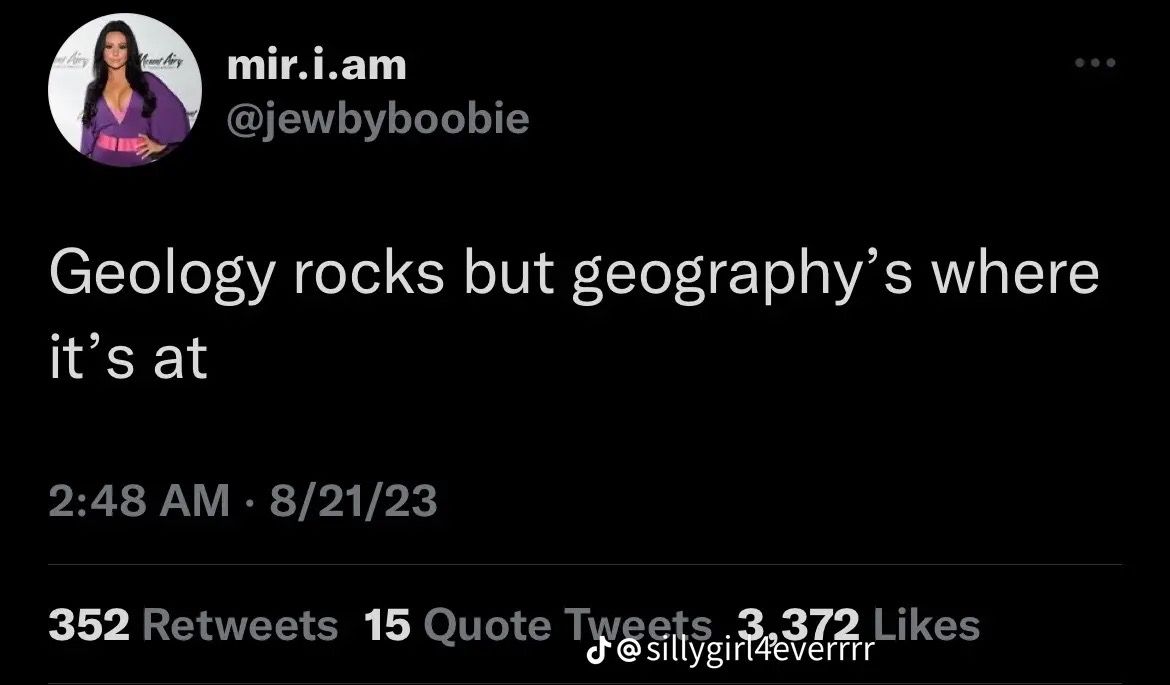 mir.i.am
@jewbyboobie
Geology rocks but geography’s where
it’s at
2:48 AM · 8/21/23
352 Retweets 15 Quote Tweets 3,372 Likes
@sillygirl4everrrr